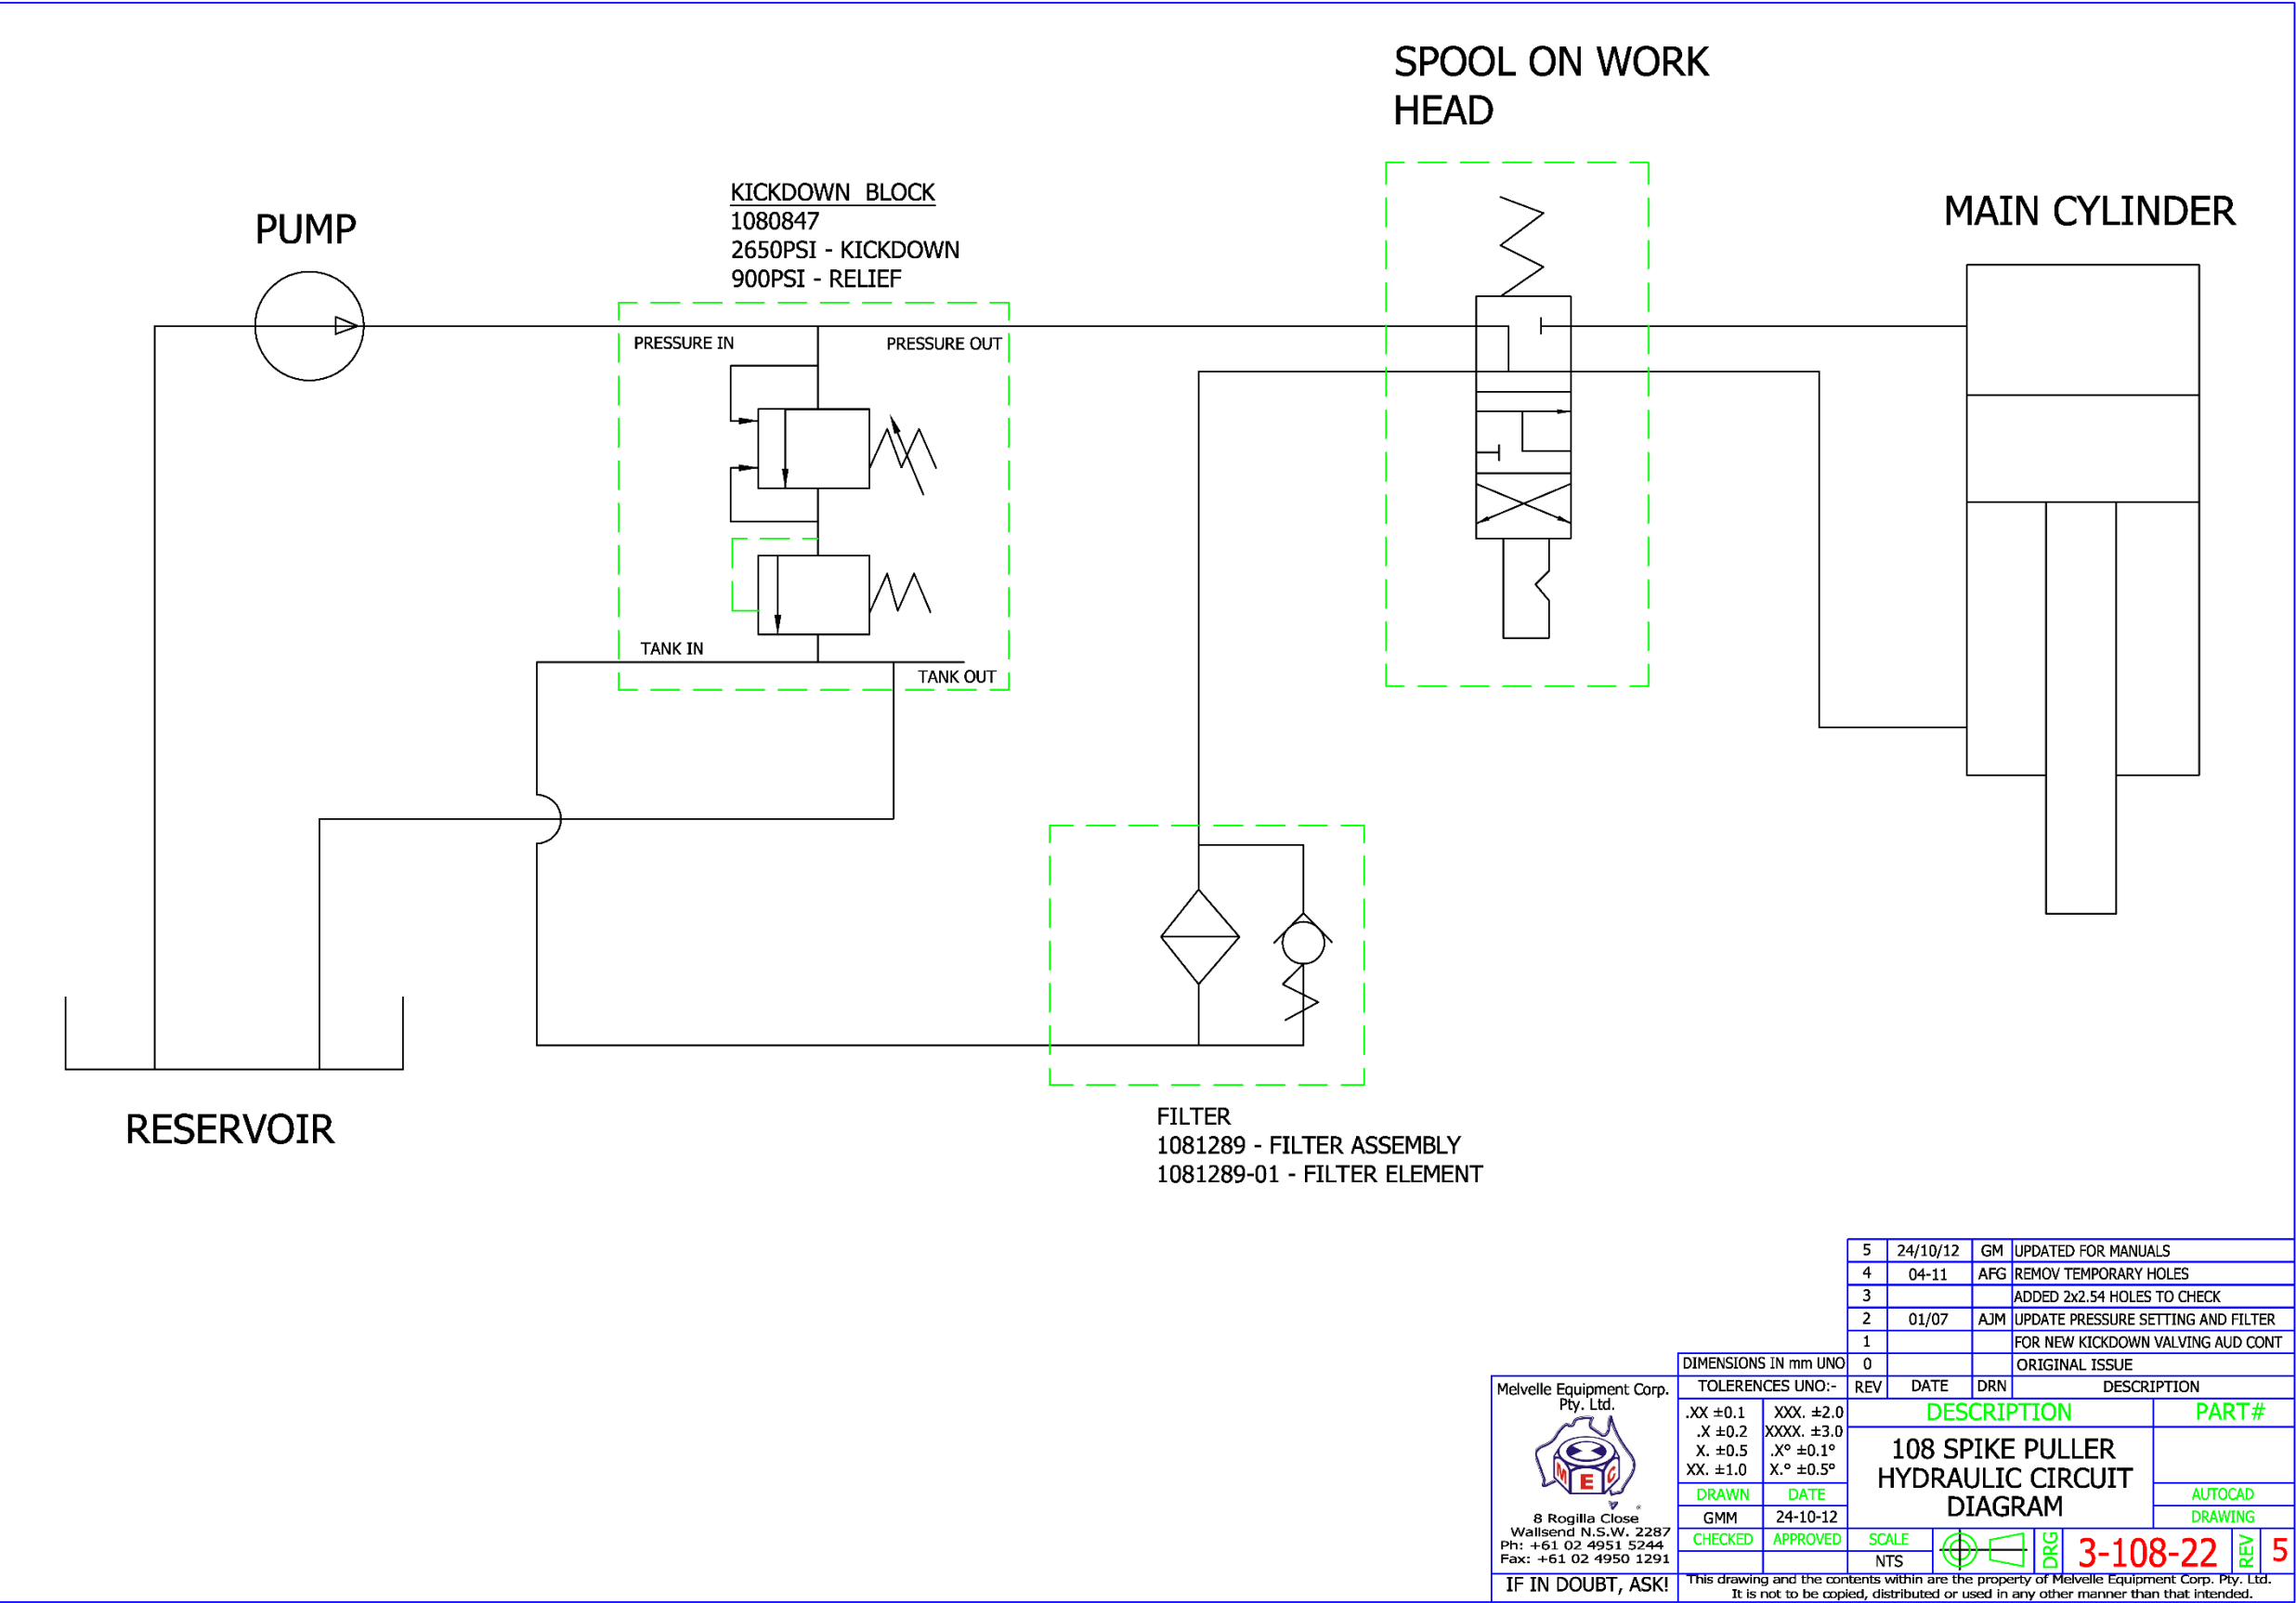 SPOOL ON WORK
HEAD
KICKDOWN BLOCK
1080847
2650PSI - KICKDOWN
900PSI - RELIEF
PUMP
MAIN CYLINDER
PRESSURE IN
PRESSURE OUT
TANK IN
TANK OUT
RESERVOIR
FILTER
1081289 - FILTER ASSEMBLY
1081289-01 - FILTER ELEMENT
5 24/10/12 GM UPDATED FOR MANUALS
4 04-11 AFG REMOV TEMPORARY HOLES
3 ADDED 2x2.54 HOLES TO CHECK
2 01/07 AJM UPDATE PRESSURE SETTING AND FILTER
1 FOR NEW KICKDOWN VALVING AUD CONT
0 ORIGINAL ISSUE
REV DATE DRN DESCRIPTION
DIMENSIONS IN mm UNO
TOLERENCES UNO:-
.XX ±0.1 XXX. ±2.0
.X ±0.2 XXXX. ±3.0
X. ±0.5 .X° ±0.1°
XX. ±1.0 X.° ±0.5°
DRAWN DATE
GMM 24-10-12
CHECKED APPROVED
Melvelle Equipment Corp.
Pty. Ltd.
MEC
8 Rogilla Close
Wallsend N.S.W. 2287
Ph: +61 02 4951 5244
Fax: +61 02 4950 1291
IF IN DOUBT, ASK!
DESCRIPTION PART#
108 SPIKE PULLER
HYDRAULIC CIRCUIT
DIAGRAM
AUTOCAD
DRAWING
SCALE
NTS
DRG 3-108-22 REV 5
This drawing and the contents within are the property of Melvelle Equipment Corp. Pty. Ltd.
It is not to be copied, distributed or used in any other manner than that intended.